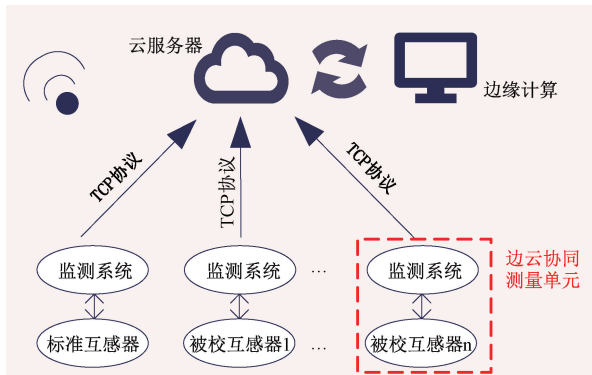 云服务器
边缘计算
TCP协议
TCP协议
TCP协议
监测系统
监测系统
...
监测系统
边云协同
测量单元
标准互感器
被校互感器1
...
被校互感器n